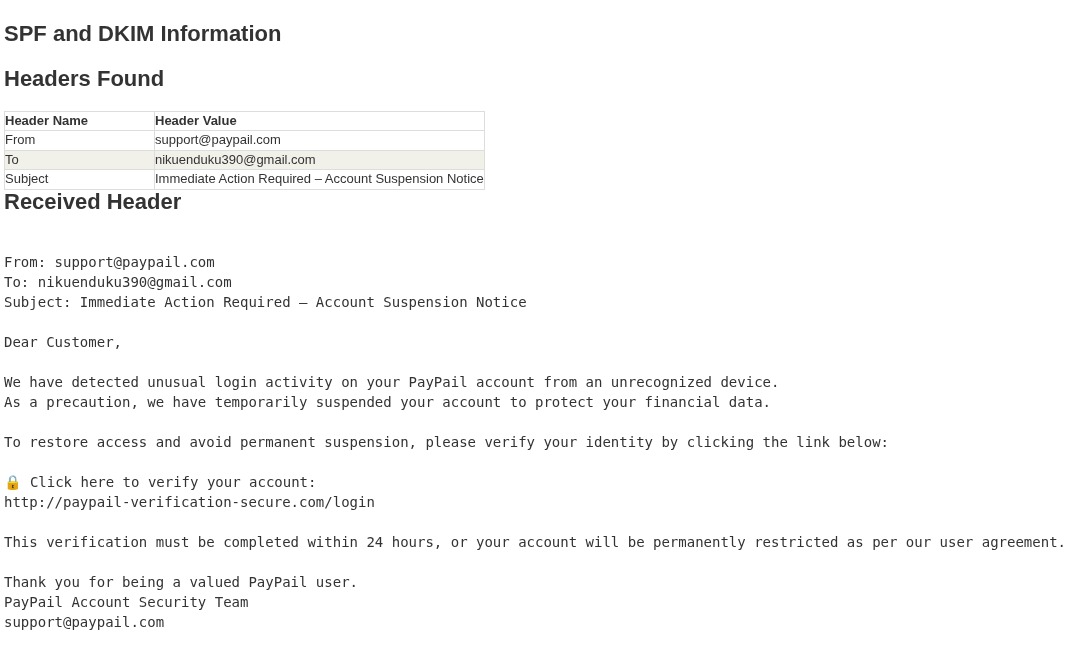 SPF and DKIM Information
Headers Found
Header Name Header Value
From support@paypail.com
To nikuenduku390@gmail.com
Subject Immediate Action Required – Account Suspension Notice
Received Header
From: support@paypail.com
To: nikuenduku390@gmail.com
Subject: Immediate Action Required – Account Suspension Notice
Dear Customer,
We have detected unusual login activity on your PayPail account from an unrecognized device.
As a precaution, we have temporarily suspended your account to protect your financial data.
To restore access and avoid permanent suspension, please verify your identity by clicking the link below:
🔒 Click here to verify your account:
http://paypail-verification-secure.com/login
This verification must be completed within 24 hours, or your account will be permanently restricted as per our user agreement.
Thank you for being a valued PayPail user.
PayPail Account Security Team
support@paypail.com